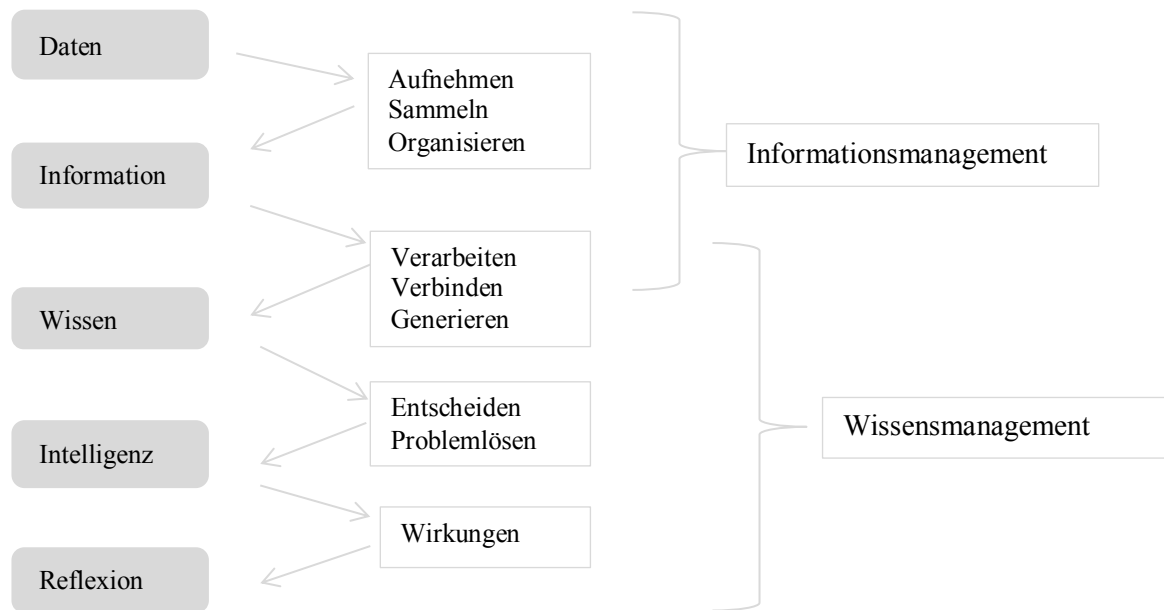 Daten
Aufnehmen
Sammeln
Organisieren
Informationsmanagement
Information
Verarbeiten
Verbinden
Generieren
Wissen
Entscheiden
Problemlösen
Wissensmanagement
Intelligenz
Wirkungen
Reflexion